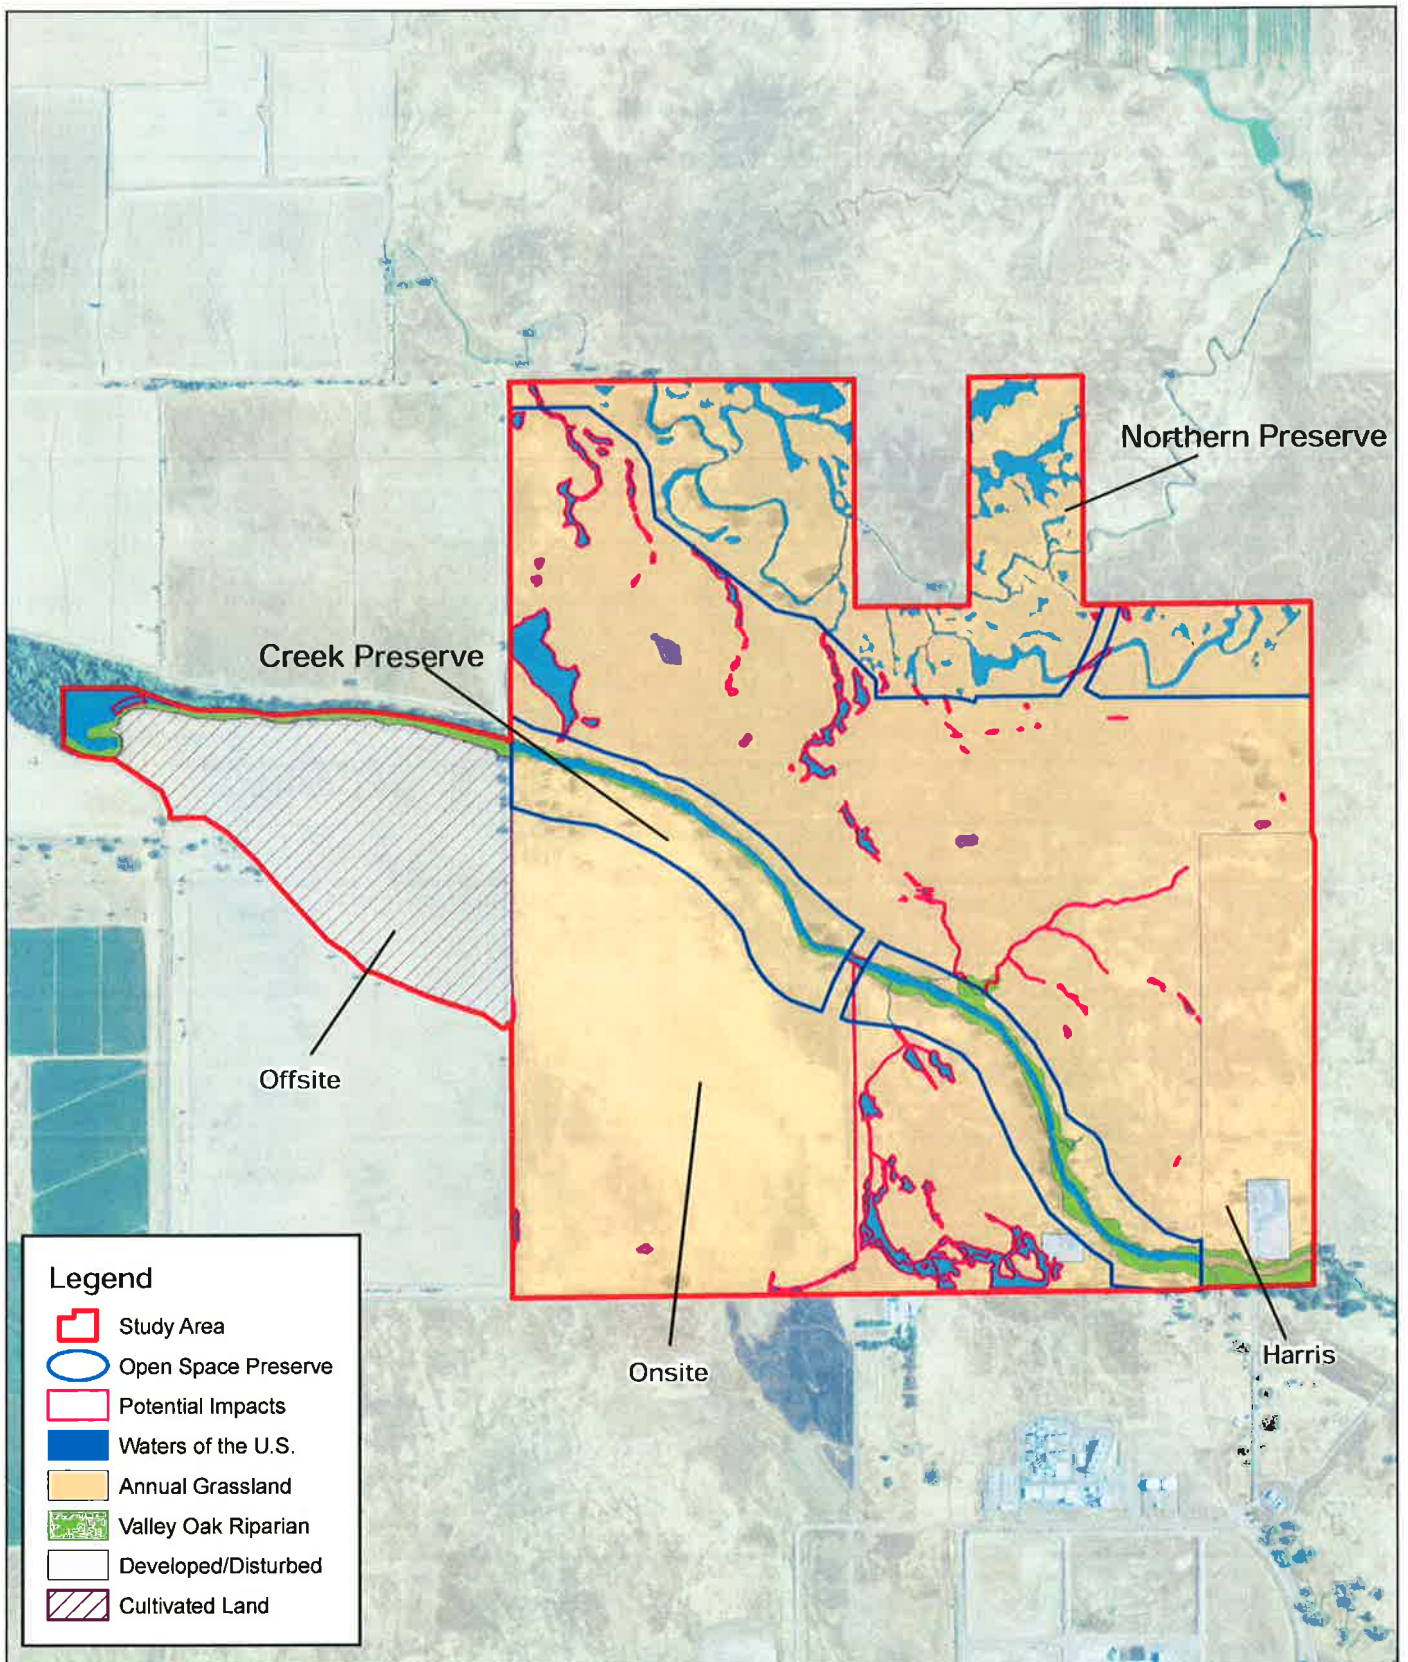 Northern Preserve
Creek Preserve
Offsite
Onsite
Harris
Legend
Study Area
Open Space Preserve
Potential Impacts
Waters of the U.S.
Annual Grassland
Valley Oak Riparian
Developed/Disturbed
Cultivated Land